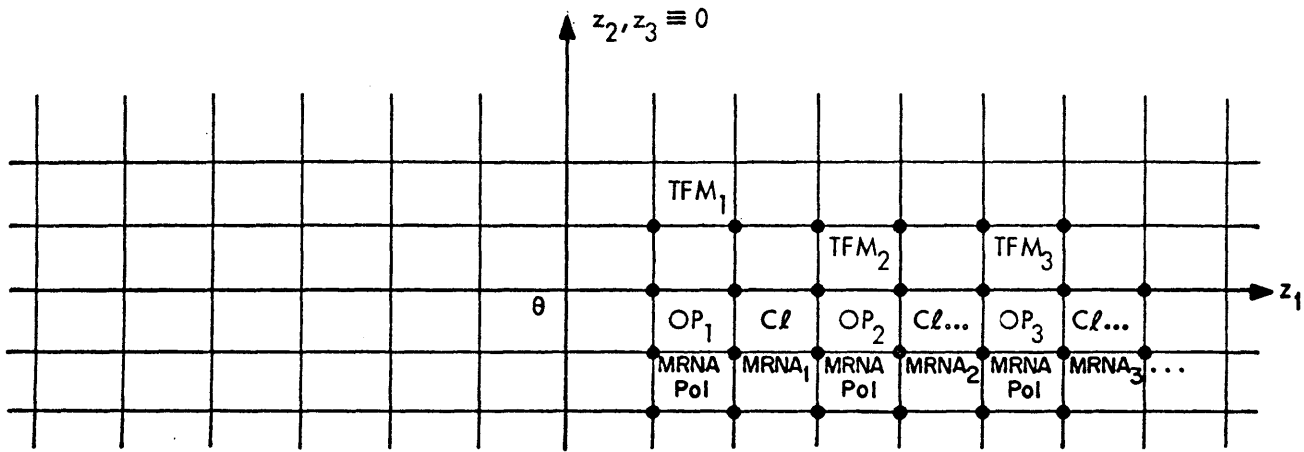 z₂, z₃ ≡ 0
TFM₁
TFM₂ TFM₃
θ z₁
OP₁ Cℓ OP₂ Cℓ... OP₃ Cℓ...
MRNA Pol MRNA₁ MRNA Pol MRNA₂ MRNA Pol MRNA₃ ...